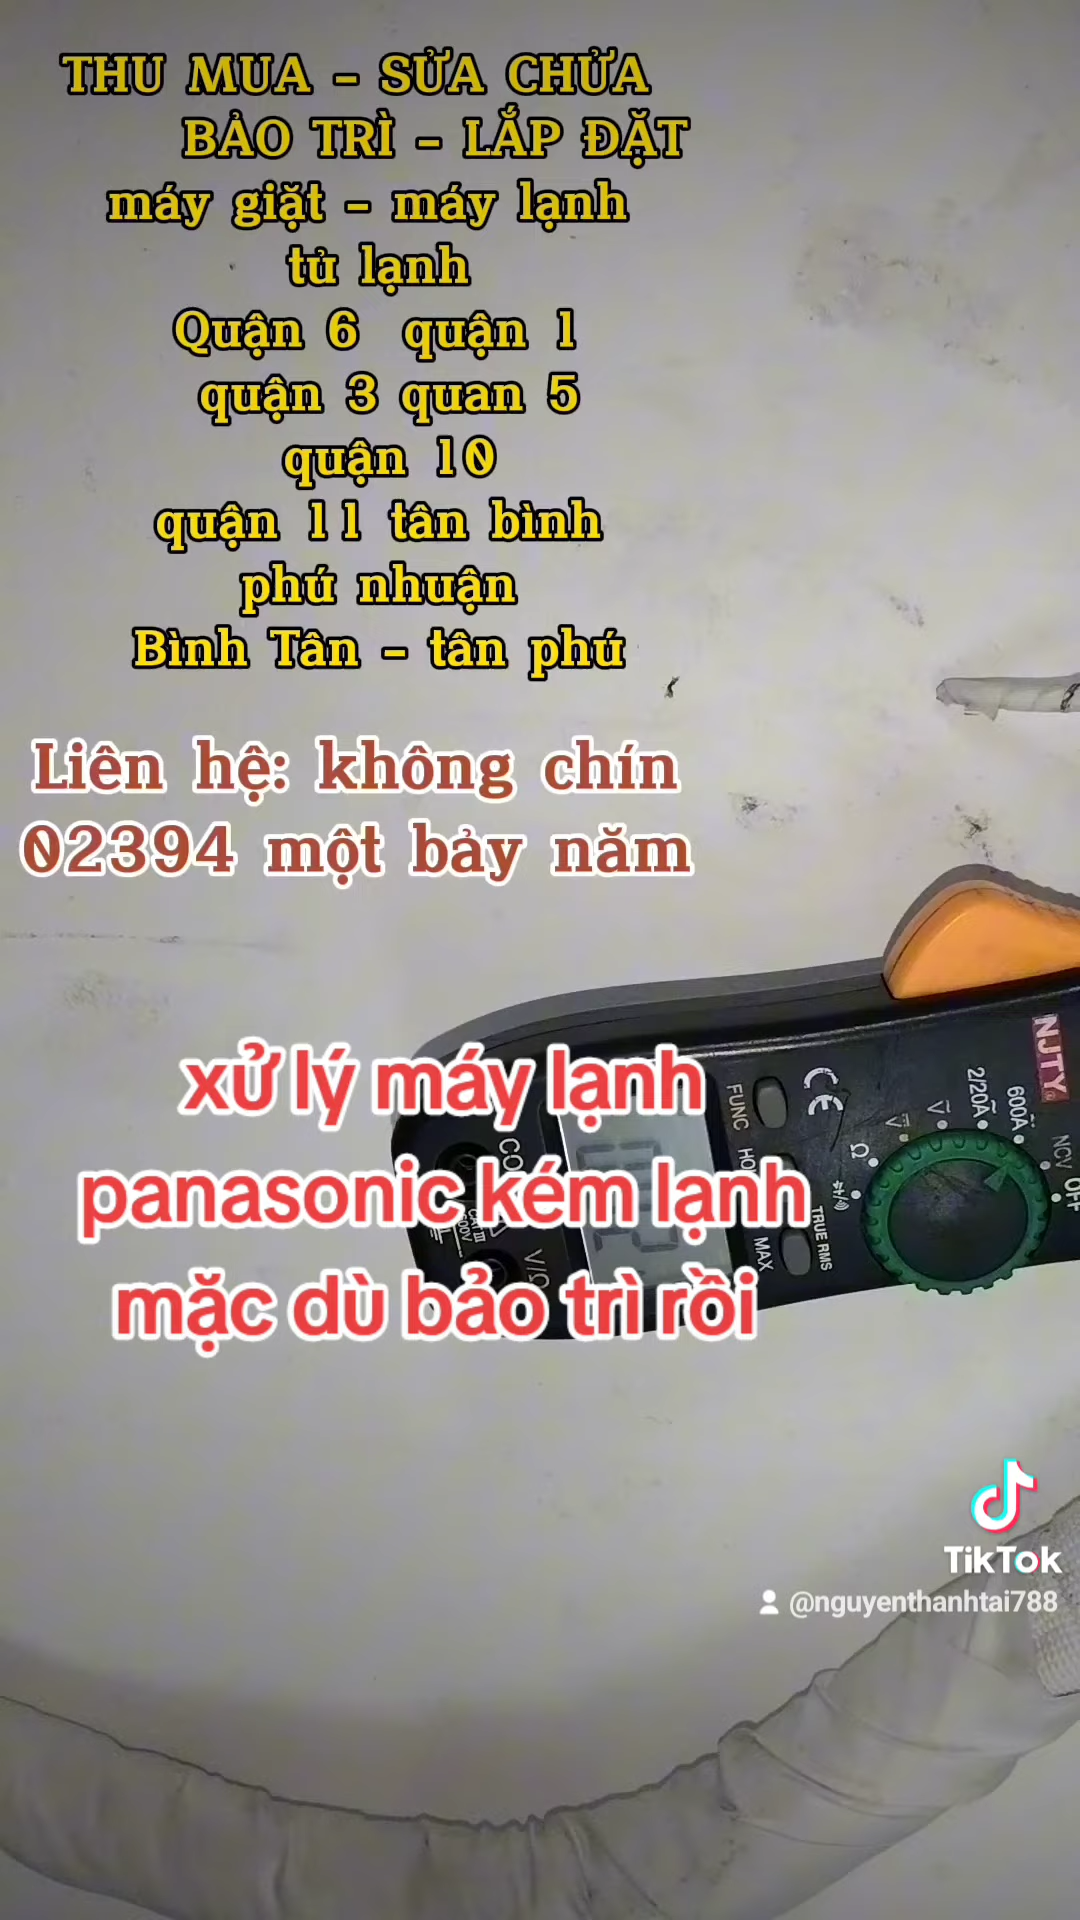 THU MUA - SỬA CHỬA
BẢO TRÌ - LẮP ĐẶT
máy giặt - máy lạnh
tủ lạnh
Quận 6 quận 1
quận 3 quan 5
quận 10
quận 11 tân bình
phú nhuận
Bình Tân - tân phú
Liên hệ: không chín
02394 một bảy năm
xử lý máy lạnh
panasonic kém lạnh
mặc dù bảo trì rồi
NJTY
CE
FUNC
MAX
TRUE RMS
2/20A
600A
NCV
OFF
V
V
Ω
V/Ω
CAT III
600V
TikTok
@nguyenthanhtai788